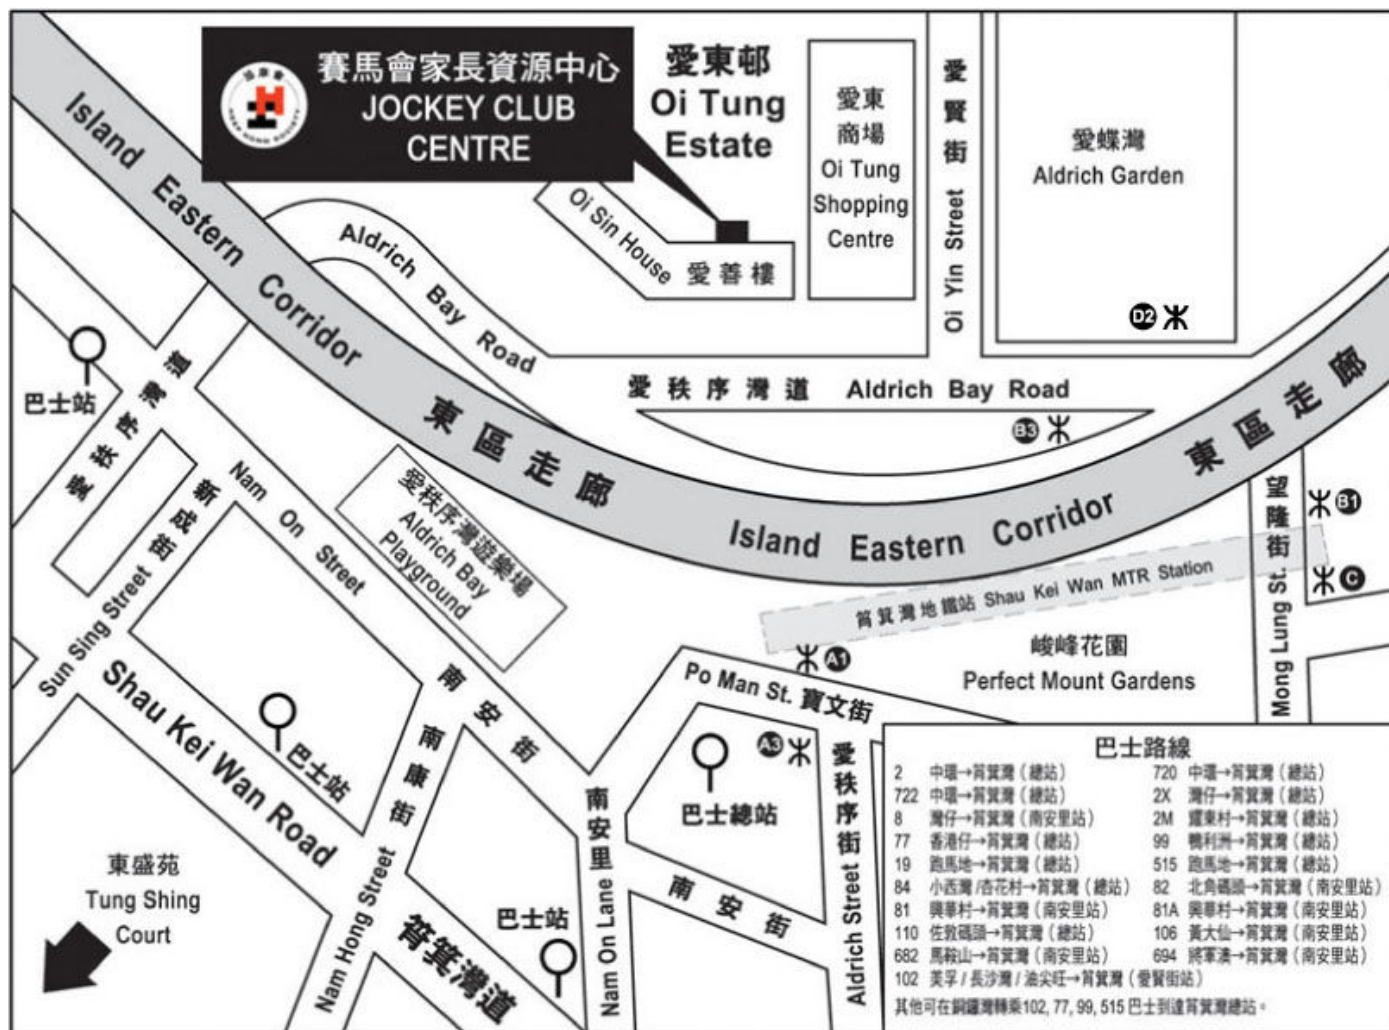 賽馬會家長資源中心
JOCKEY CLUB
CENTRE
協康會
HEEP HONG SOCIETY
愛東邨
Oi Tung
Estate
愛東
商場
Oi Tung
Shopping
Centre
愛賢街 Oi Yin Street
愛蝶灣
Aldrich Garden
D2
Oi Sin House
愛善樓
Island Eastern Corridor
東區走廊
Island Eastern Corridor
東區走廊
Aldrich Bay Road
愛秩序灣道 Aldrich Bay Road
B3
巴士站
愛秩序灣道
新成街
Sun Sing Street
Nam On Street
南安街
愛秩序灣遊樂場
Aldrich Bay
Playground
望隆街
Mong Lung St.
B1
C
筲箕灣地鐵站 Shau Kei Wan MTR Station
A1
峻峰花園
Perfect Mount Gardens
Po Man St. 寶文街
A3
巴士總站
愛秩序街
Aldrich Street
Shau Kei Wan Road
筲箕灣道
巴士站
南康街
Nam Hong Street
南安里
Nam On Lane
南安街
巴士站
東盛苑
Tung Shing
Court
巴士路線
2 中環→筲箕灣（總站） 720 中環→筲箕灣（總站）
722 中環→筲箕灣（總站） 2X 灣仔→筲箕灣（總站）
8 灣仔→筲箕灣（南安里站） 2M 耀東村→筲箕灣（總站）
77 香港仔→筲箕灣（總站） 99 鴨利洲→筲箕灣（總站）
19 跑馬地→筲箕灣（總站） 515 跑馬地→筲箕灣（總站）
84 小西灣/杏花村→筲箕灣（總站） 82 北角碼頭→筲箕灣（南安里站）
81 興華村→筲箕灣（南安里站） 81A 興華村→筲箕灣（南安里站）
110 佐敦碼頭→筲箕灣（總站） 106 黃大仙→筲箕灣（南安里站）
682 馬鞍山→筲箕灣（南安里站） 694 將軍澳→筲箕灣（南安里站）
102 美孚/長沙灣/油尖旺→筲箕灣（愛賢街站）
其他可在銅鑼灣轉乘102, 77, 99, 515 巴士到達筲箕灣總站。